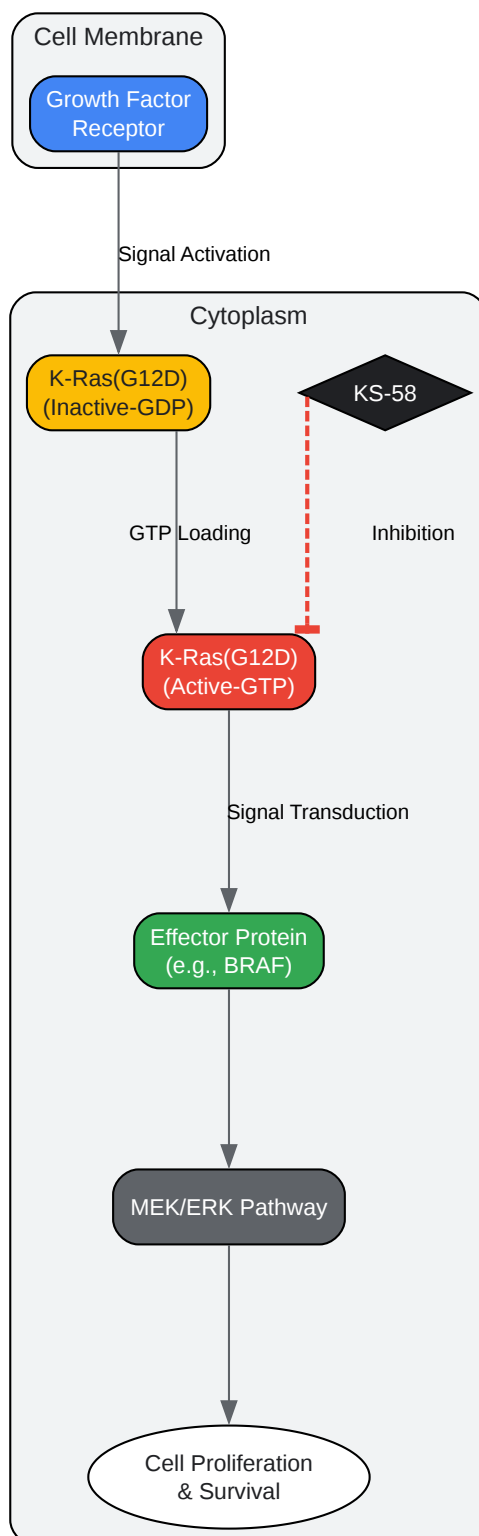 Cell Membrane
Growth Factor
Receptor
Signal Activation
Cytoplasm
K-Ras(G12D)
(Inactive-GDP)
KS-58
GTP Loading
Inhibition
K-Ras(G12D)
(Active-GTP)
Signal Transduction
Effector Protein
(e.g., BRAF)
MEK/ERK Pathway
Cell Proliferation
& Survival